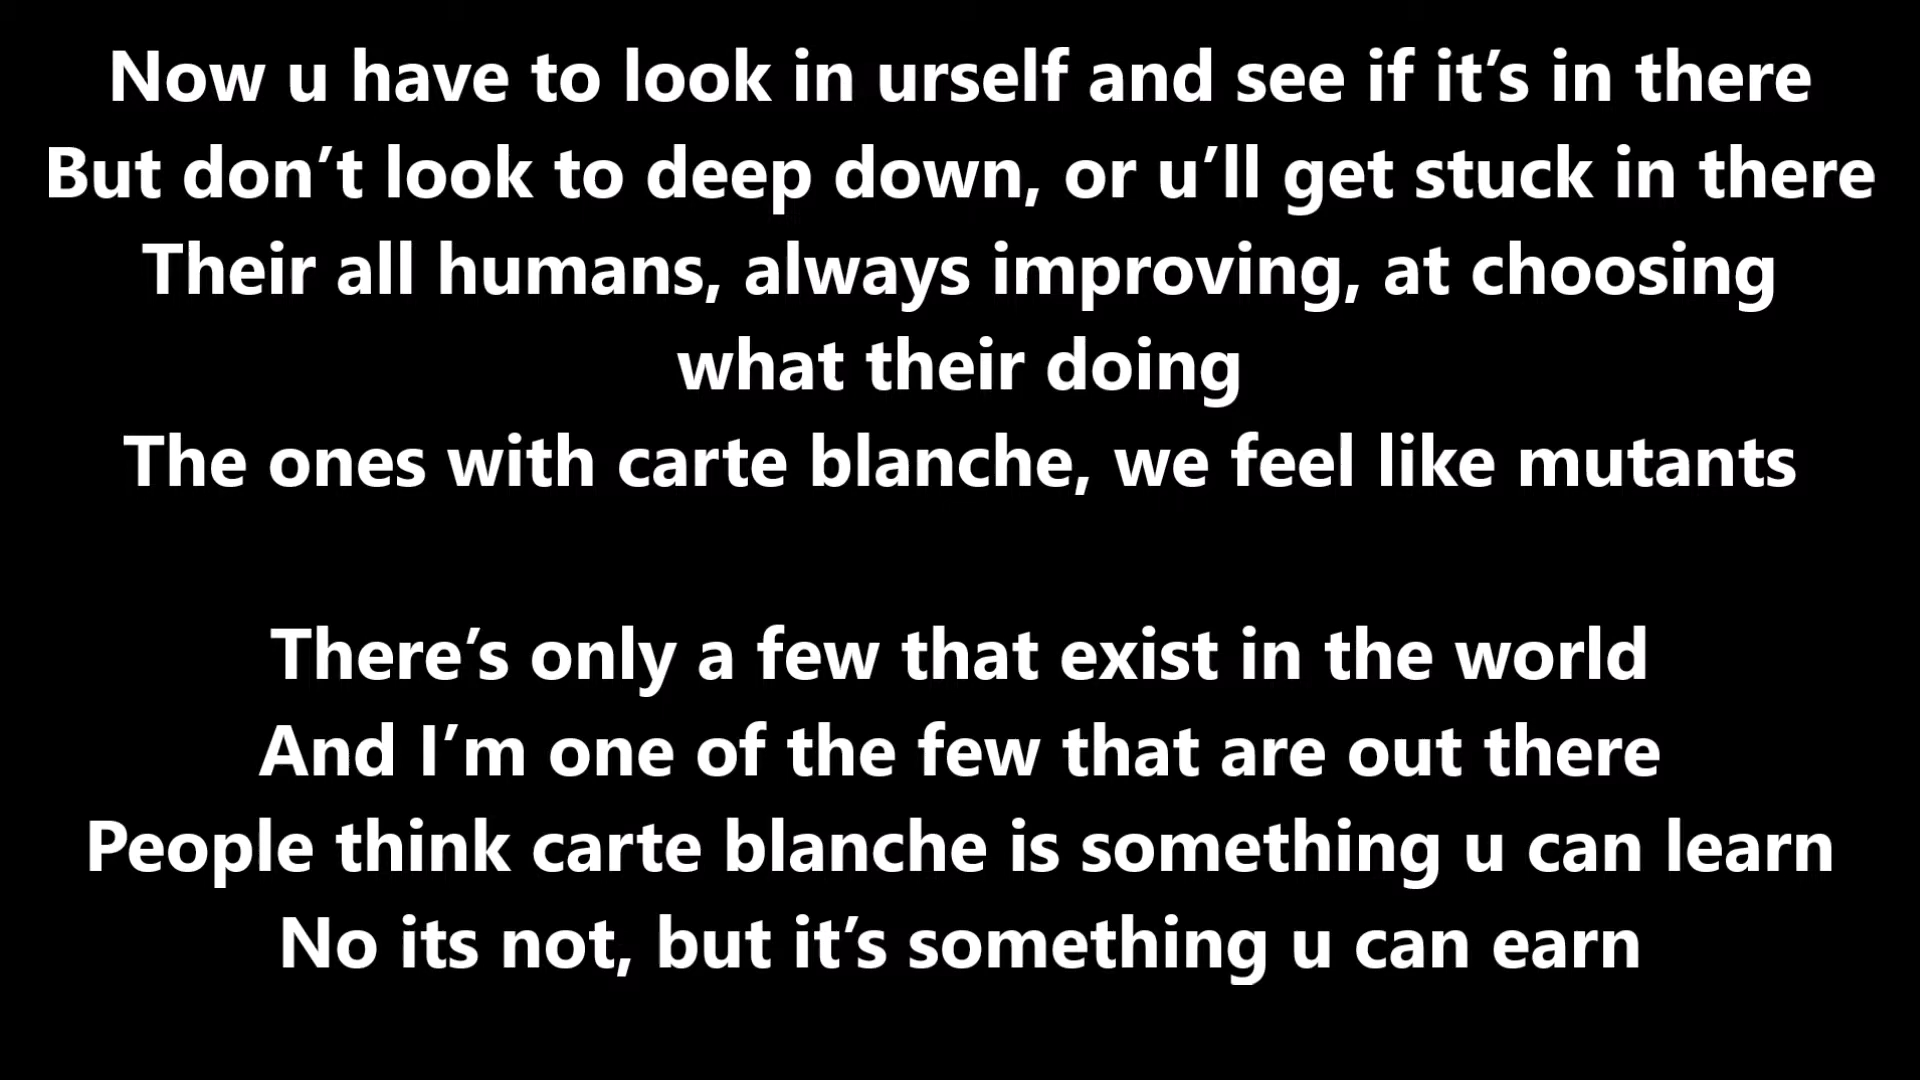 Now u have to look in urself and see if it’s in there
But don’t look to deep down, or u’ll get stuck in there
Their all humans, always improving, at choosing
what their doing
The ones with carte blanche, we feel like mutants
There’s only a few that exist in the world
And I’m one of the few that are out there
People think carte blanche is something u can learn
No its not, but it’s something u can earn